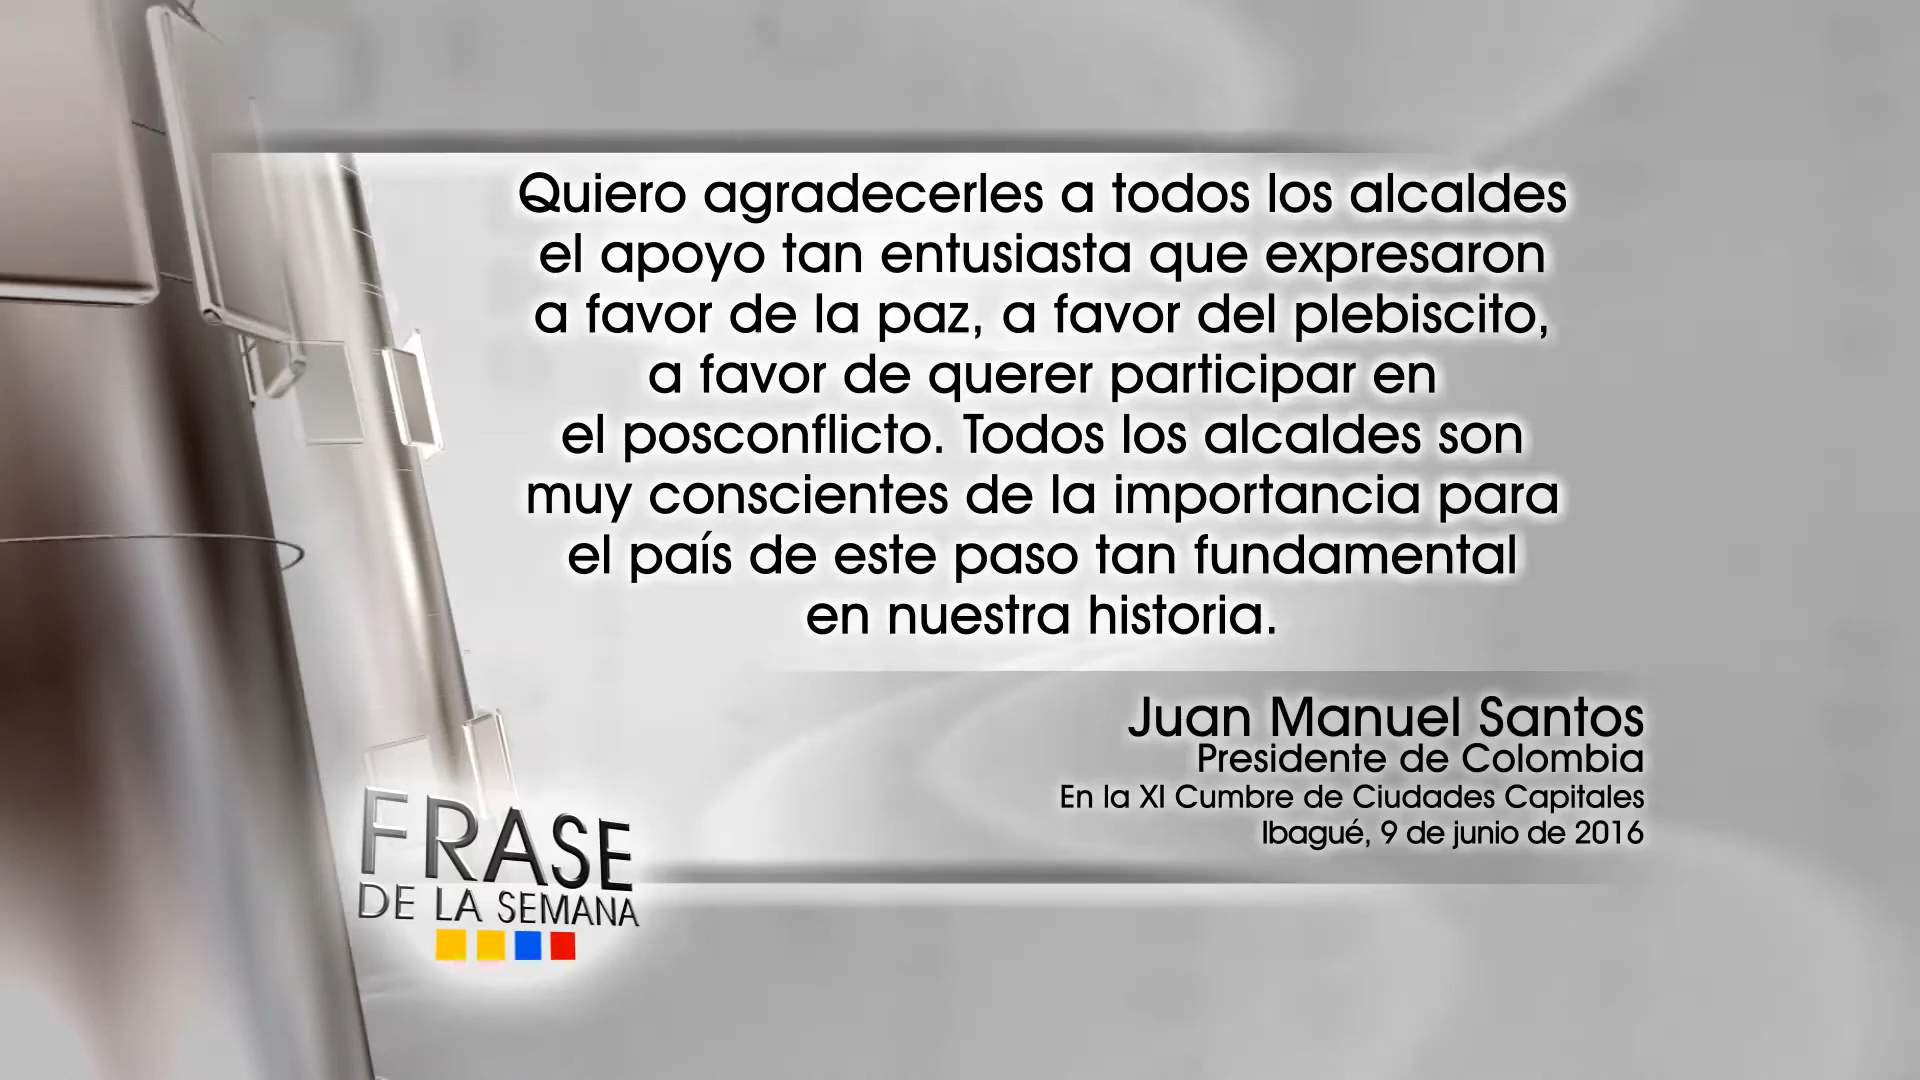 Quiero agradecerles a todos los alcaldes
el apoyo tan entusiasta que expresaron
a favor de la paz, a favor del plebiscito,
a favor de querer participar en
el posconflicto. Todos los alcaldes son
muy conscientes de la importancia para
el país de este paso tan fundamental
en nuestra historia.
Juan Manuel Santos
Presidente de Colombia
En la XI Cumbre de Ciudades Capitales
Ibagué, 9 de junio de 2016
FRASE
DE LA SEMANA